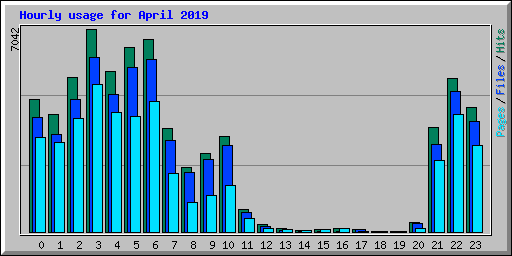 Hourly usage for April 2019
7042
Pages/Files/Hits
0 1 2 3 4 5 6 7 8 9 10 11 12 13 14 15 16 17 18 19 20 21 22 23